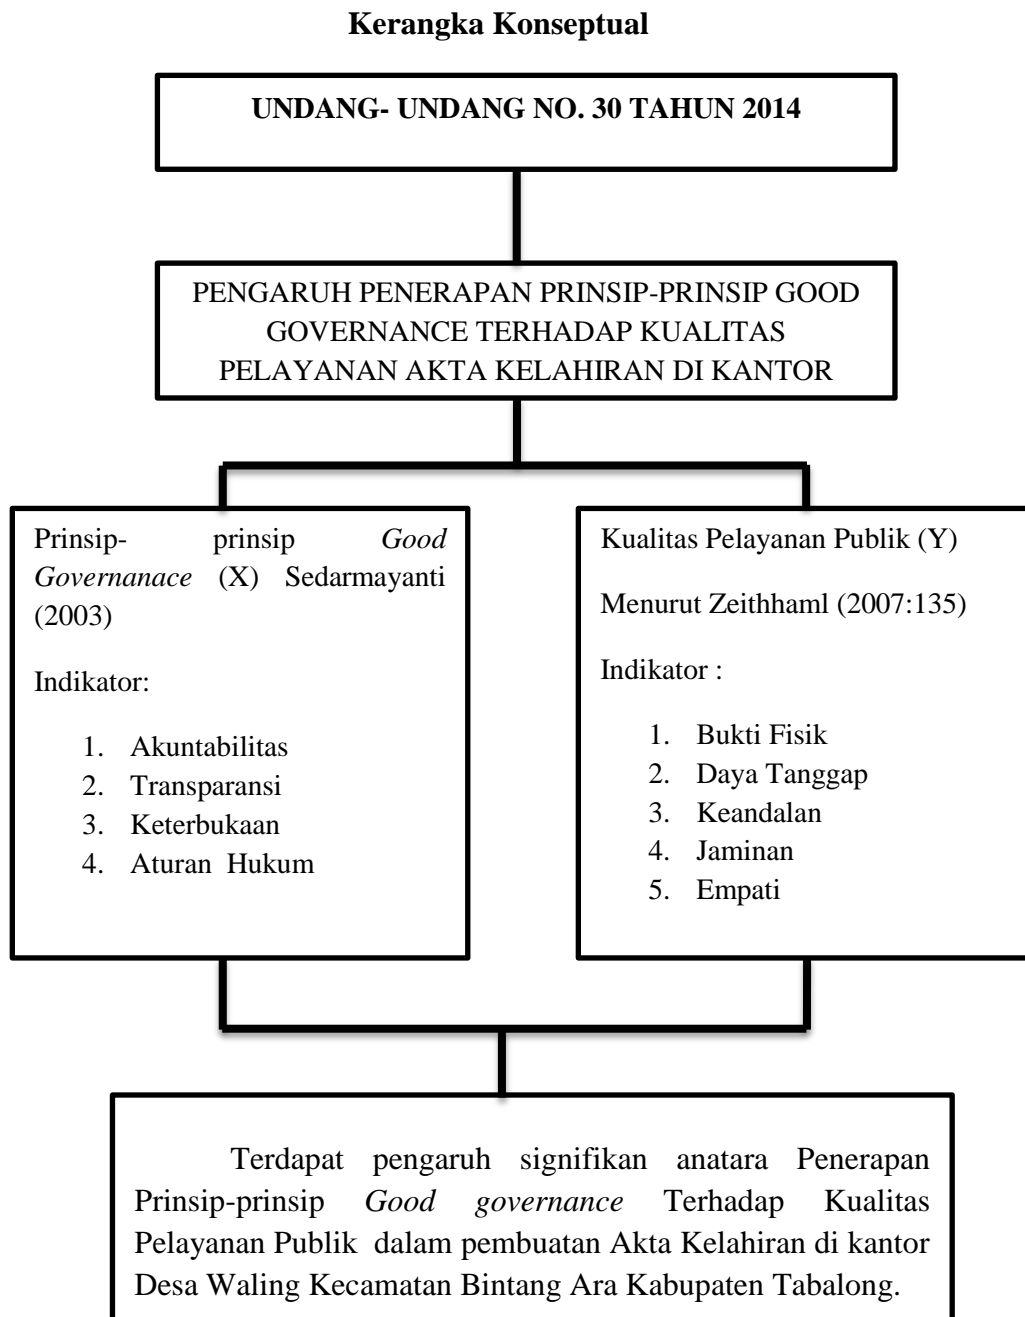 Kerangka Konseptual
UNDANG- UNDANG NO. 30 TAHUN 2014
PENGARUH PENERAPAN PRINSIP-PRINSIP GOOD
GOVERNANCE TERHADAP KUALITAS
PELAYANAN AKTA KELAHIRAN DI KANTOR
Prinsip- prinsip Good
Governanace (X) Sedarmayanti
(2003)
Indikator:
1. Akuntabilitas
2. Transparansi
3. Keterbukaan
4. Aturan Hukum
Kualitas Pelayanan Publik (Y)
Menurut Zeithhaml (2007:135)
Indikator :
1. Bukti Fisik
2. Daya Tanggap
3. Keandalan
4. Jaminan
5. Empati
Terdapat pengaruh signifikan anatara Penerapan
Prinsip-prinsip Good governance Terhadap Kualitas
Pelayanan Publik dalam pembuatan Akta Kelahiran di kantor
Desa Waling Kecamatan Bintang Ara Kabupaten Tabalong.